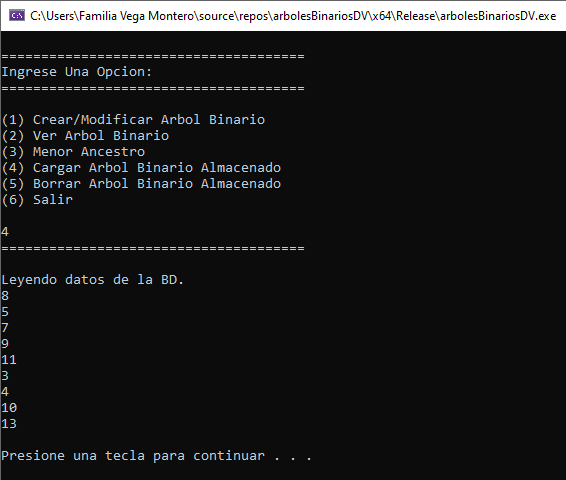 C:\Users\Familia Vega Montero\source\repos\arbolesBinariosDV\x64\Release\arbolesBinariosDV.exe
======================================
Ingrese Una Opcion:
======================================
(1) Crear/Modificar Arbol Binario
(2) Ver Arbol Binario
(3) Menor Ancestro
(4) Cargar Arbol Binario Almacenado
(5) Borrar Arbol Binario Almacenado
(6) Salir
4
======================================
Leyendo datos de la BD.
8
5
7
9
11
3
4
10
13
Presione una tecla para continuar . . .